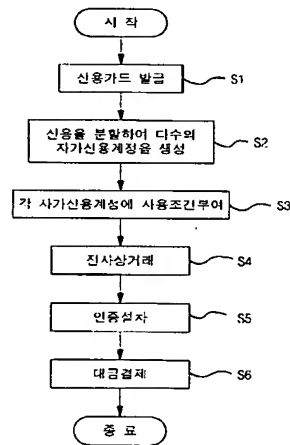 시 작
신용카드 발급
S1
신용을 분할하여 다수의
자가신용계정을 생성
S2
각 자가신용계정에 사용조건부여
S3
전자상거래
S4
인증절차
S5
대금결제
S6
종 료